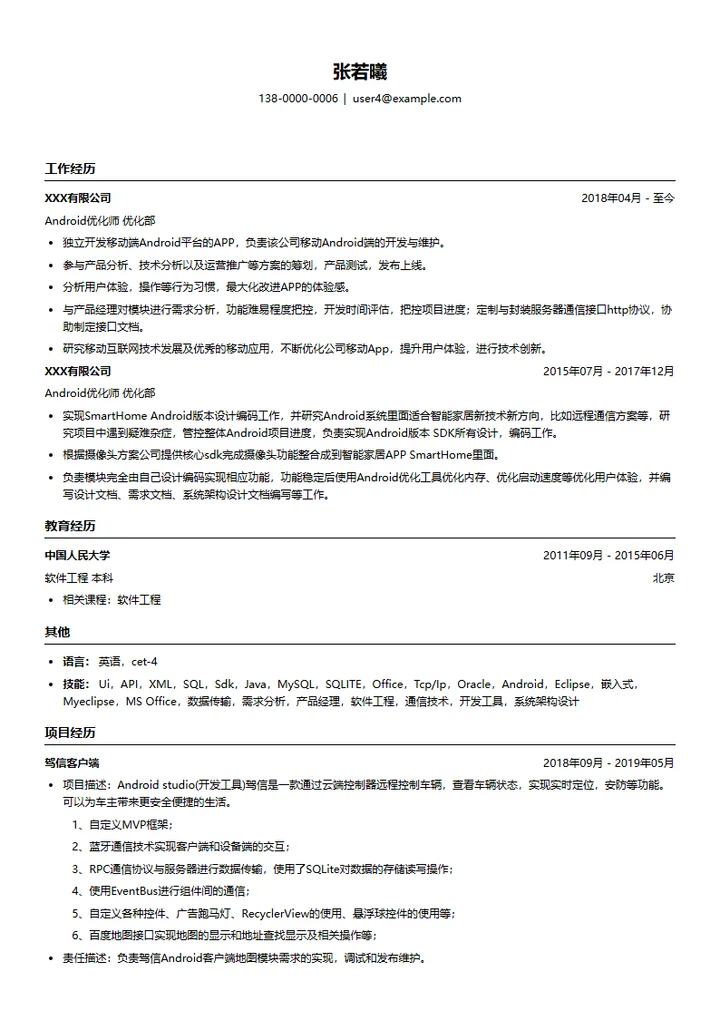 张若曦
138-0000-0006 | user4@example.com
工作经历
XXX有限公司 2018年04月 - 至今
Android优化师 优化部
• 独立开发移动端Android平台的APP，负责该公司移动Android端的开发与维护。
• 参与产品分析、技术分析以及运营推广等方案的筹划，产品测试，发布上线。
• 分析用户体验，操作等行为习惯，最大化改进APP的体验感。
• 与产品经理对模块进行需求分析，功能难易程度把控，开发时间评估，把控项目进度；定制与封装服务器通信接口http协议，协
助制定接口文档。
• 研究移动互联网技术发展及优秀的移动应用，不断优化公司移动App，提升用户体验，进行技术创新。
XXX有限公司 2015年07月 - 2017年12月
Android优化师 优化部
• 实现SmartHome Android版本设计编码工作，并研究Android系统里面适合智能家居新技术新方向，比如远程通信方案等，研
究项目中遇到疑难杂症，管控整体Android项目进度，负责实现Android版本 SDK所有设计，编码工作。
• 根据摄像头方案公司提供核心sdk完成摄像头功能整合成到智能家居APP SmartHome里面。
• 负责模块完全由自己设计编码实现相应功能，功能稳定后使用Android优化工具优化内存、优化启动速度等优化用户体验，并编
写设计文档、需求文档、系统架构设计文档编写等工作。
教育经历
中国人民大学 2011年09月 - 2015年06月
软件工程 本科 北京
• 相关课程：软件工程
其他
• 语言： 英语，cet-4
• 技能： Ui，API，XML，SQL，Sdk，Java，MySQL，SQLITE，Office，Tcp/Ip，Oracle，Android，Eclipse，嵌入式，
Myeclipse，MS Office，数据传输，需求分析，产品经理，软件工程，通信技术，开发工具，系统架构设计
项目经历
驾信客户端 2018年09月 - 2019年05月
• 项目描述：Android studio(开发工具)驾信是一款通过云端控制器远程控制车辆，查看车辆状态，实现实时定位，安防等功能。
可以为车主带来更安全便捷的生活。
1、自定义MVP框架；
2、蓝牙通信技术实现客户端和设备端的交互；
3、RPC通信协议与服务器进行数据传输，使用了SQLite对数据的存储读写操作；
4、使用EventBus进行组件间的通信；
5、自定义各种控件、广告跑马灯、RecyclerView的使用、悬浮球控件的使用等；
6、百度地图接口实现地图的显示和地址查找显示及相关操作等；
• 责任描述：负责驾信Android客户端地图模块需求的实现，调试和发布维护。